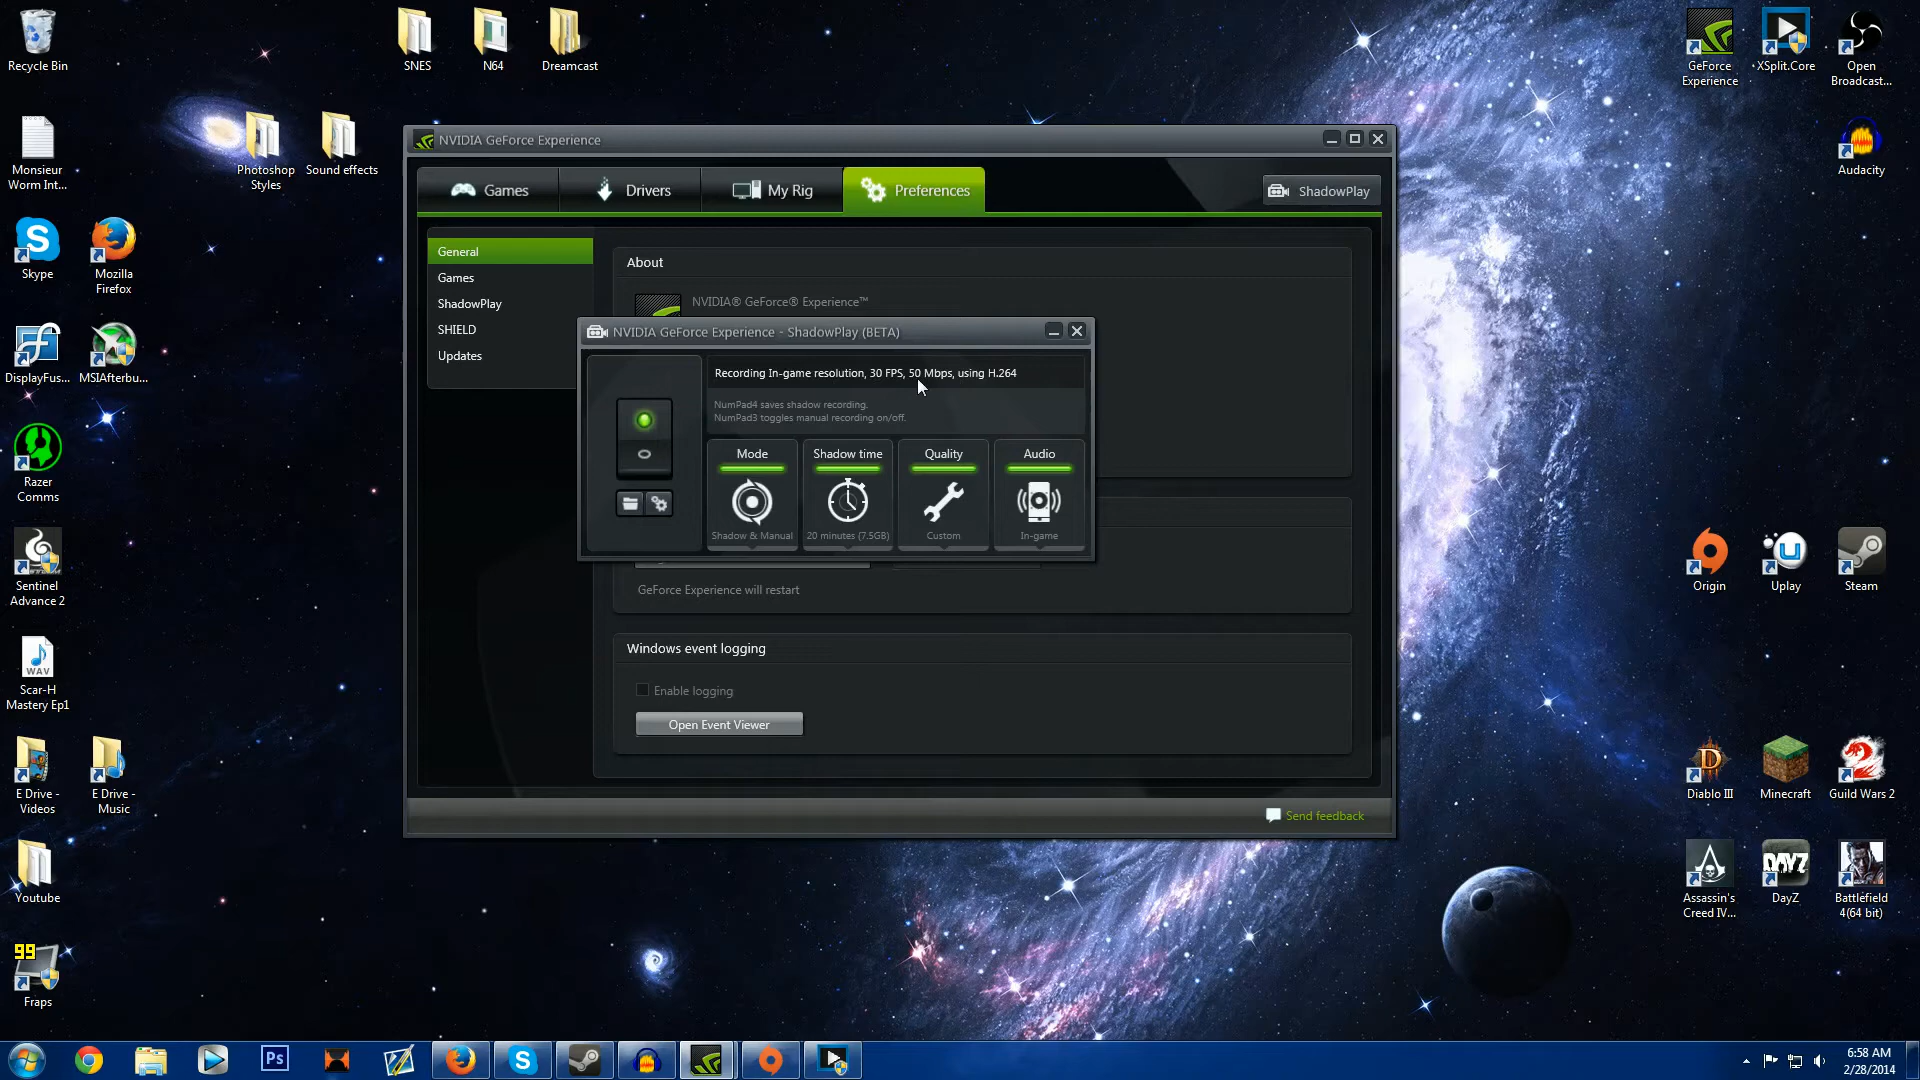 Recycle Bin
SNES
N64
Dreamcast
GeForce Experience
XSplit.Core
Open Broadcast...
Monsieur Worm Int...
Photoshop Styles
Sound effects
Audacity
Skype
Mozilla Firefox
DisplayFus...
MSIAfterbu...
Razer Comms
Sentinel Advance 2
WAV
Scar-H Mastery Ep1
E Drive - Videos
E Drive - Music
Youtube
99
Fraps
Origin
Uplay
Steam
Diablo III
Minecraft
Guild Wars 2
Assassin's Creed IV...
DAYZ
DayZ
Battlefield 4(64 bit)
NVIDIA GeForce Experience
Games
Drivers
My Rig
Preferences
ShadowPlay
General
Games
ShadowPlay
SHIELD
Updates
About
NVIDIA® GeForce® Experience™
NVIDIA GeForce Experience - ShadowPlay (BETA)
Recording In-game resolution, 30 FPS, 50 Mbps, using H.264
NumPad4 saves shadow recording.
NumPad3 toggles manual recording on/off.
Mode
Shadow time
Quality
Audio
Shadow & Manual
20 minutes (7.5GB)
Custom
In-game
GeForce Experience will restart
Windows event logging
Enable logging
Open Event Viewer
Send feedback
Ps
6:58 AM
2/28/2014